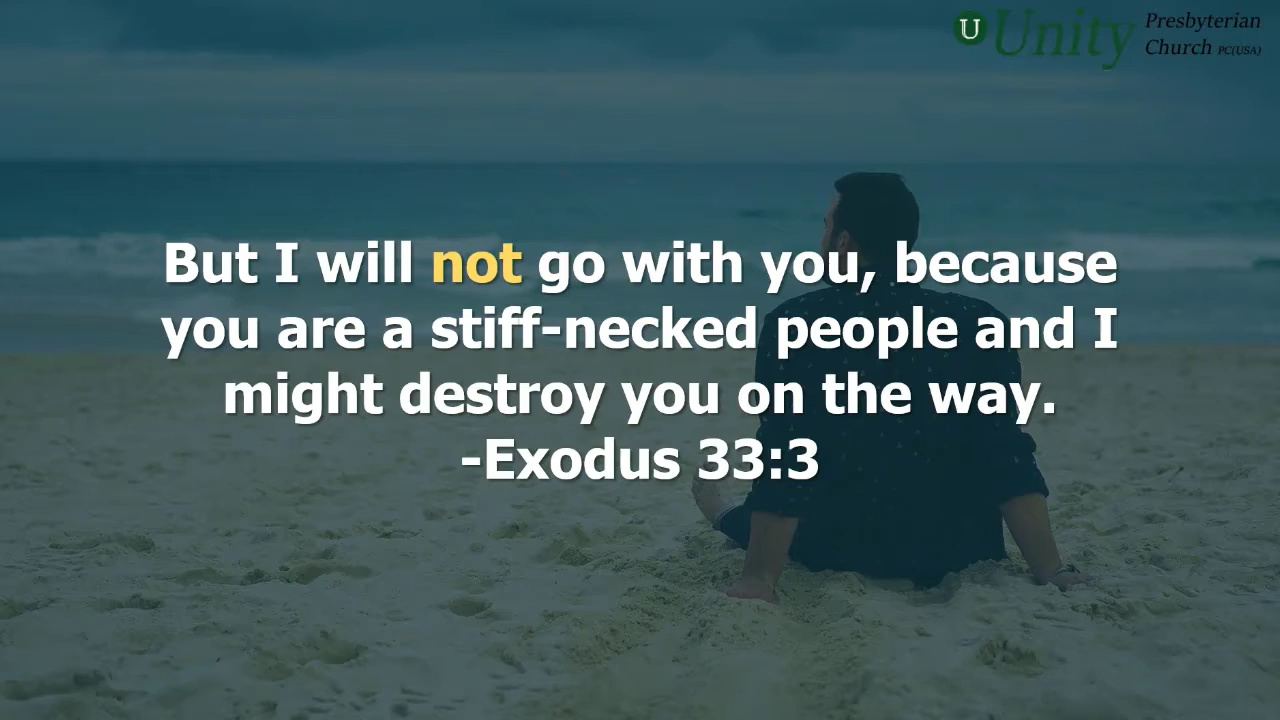 U Unity Presbyterian
Church PC(USA)
But I will not go with you, because
you are a stiff-necked people and I
might destroy you on the way.
-Exodus 33:3